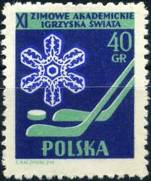 XI ZIMOWE AKADEMICKIE
IGRZYSKA ŚWIATA
40
GR
POLSKA